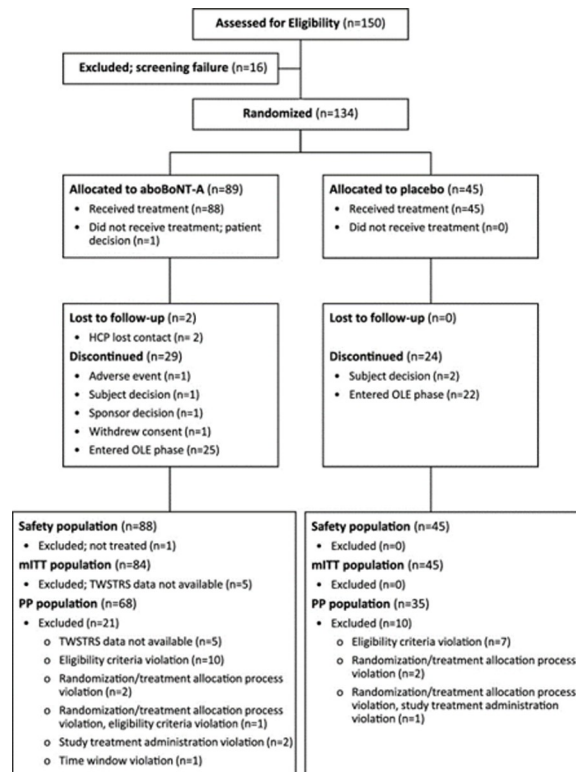 Assessed for Eligibility (n=150)
Excluded; screening failure (n=16)
Randomized (n=134)
Allocated to aboBoNT-A (n=89)
• Received treatment (n=88)
• Did not receive treatment; patient
decision (n=1)
Allocated to placebo (n=45)
• Received treatment (n=45)
• Did not receive treatment (n=0)
Lost to follow-up (n=2)
• HCP lost contact (n= 2)
Discontinued (n=29)
• Adverse event (n=1)
• Subject decision (n=1)
• Sponsor decision (n=1)
• Withdrew consent (n=1)
• Entered OLE phase (n=25)
Lost to follow-up (n=0)
Discontinued (n=24)
• Subject decision (n=2)
• Entered OLE phase (n=22)
Safety population (n=88)
• Excluded; not treated (n=1)
mITT population (n=84)
• Excluded; TWSTRS data not available (n=5)
PP population (n=68)
• Excluded (n=21)
o TWSTRS data not available (n=5)
o Eligibility criteria violation (n=10)
o Randomization/treatment allocation process
violation (n=2)
o Randomization/treatment allocation process
violation, eligibility criteria violation (n=1)
o Study treatment administration violation (n=2)
o Time window violation (n=1)
Safety population (n=45)
• Excluded (n=0)
mITT population (n=45)
• Excluded (n=0)
PP population (n=35)
• Excluded (n=10)
o Eligibility criteria violation (n=7)
o Randomization/treatment allocation process
violation (n=2)
o Randomization/treatment allocation process
violation, study treatment administration
violation (n=1)